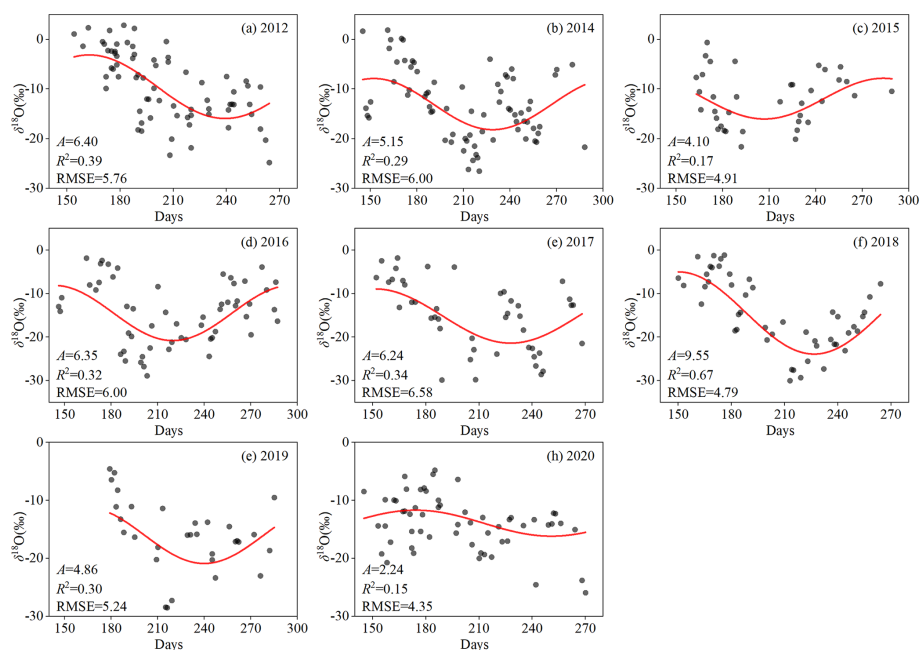 (a) 2012
0
-10
-20
-30
δ¹⁸O(‰)
A=6.40
R²=0.39
RMSE=5.76
150 180 210 240 270
Days
(b) 2014
0
-10
-20
-30
δ¹⁸O(‰)
A=5.15
R²=0.29
RMSE=6.00
150 180 210 240 270 300
Days
(c) 2015
0
-10
-20
-30
δ¹⁸O(‰)
A=4.10
R²=0.17
RMSE=4.91
150 180 210 240 270 300
Days
(d) 2016
0
-10
-20
-30
δ¹⁸O(‰)
A=6.35
R²=0.32
RMSE=6.00
150 180 210 240 270 300
Days
(e) 2017
0
-10
-20
-30
δ¹⁸O(‰)
A=6.24
R²=0.34
RMSE=6.58
150 180 210 240 270
Days
(f) 2018
0
-10
-20
-30
δ¹⁸O(‰)
A=9.55
R²=0.67
RMSE=4.79
150 180 210 240 270
Days
(e) 2019
0
-10
-20
-30
δ¹⁸O(‰)
A=4.86
R²=0.30
RMSE=5.24
150 180 210 240 270 300
Days
(h) 2020
0
-10
-20
-30
δ¹⁸O(‰)
A=2.24
R²=0.15
RMSE=4.35
150 180 210 240 270
Days